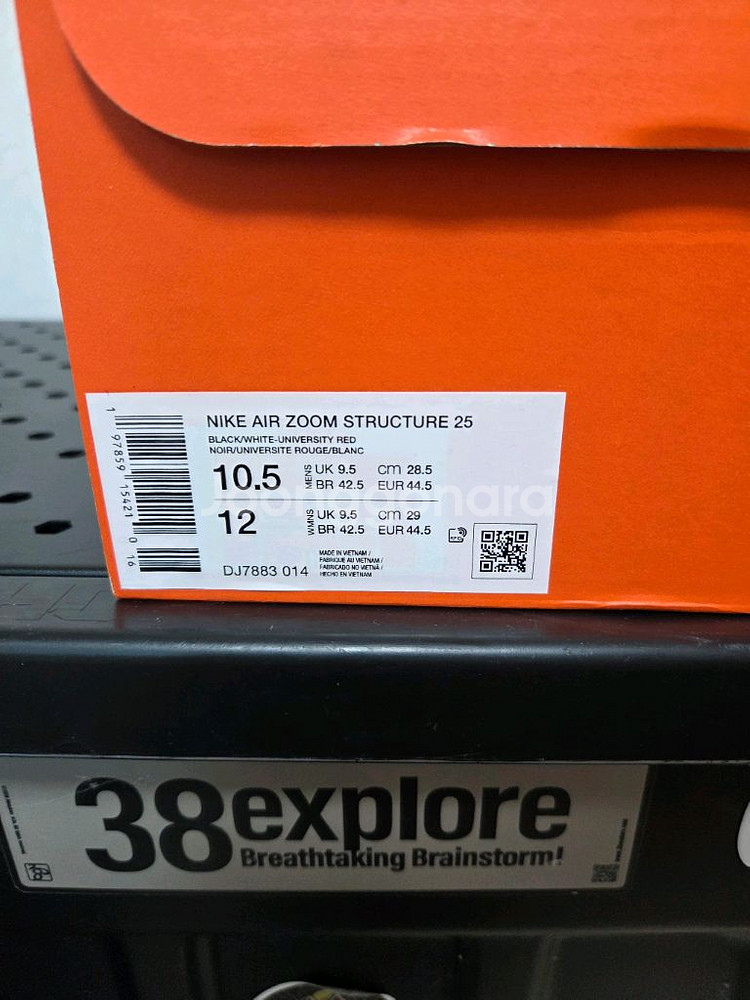 NIKE AIR ZOOM STRUCTURE 25
BLACK/WHITE-UNIVERSITY RED
NOIR/UNIVERSITE ROUGE/BLANC
10.5 MENS UK 9.5 cm 28.5
BR 42.5 EUR 44.5
12 WMNS UK 9.5 cm 29
BR 42.5 EUR 44.5
DJ7883 014
MADE IN VIETNAM /
FABRIQUE AU VIETNAM /
FABRICADO NO VIETNÃ /
HECHO EN VIETNAM
1 97859 15421 0 16
Joonggonara
38explore
Breathtaking Brainstorm!